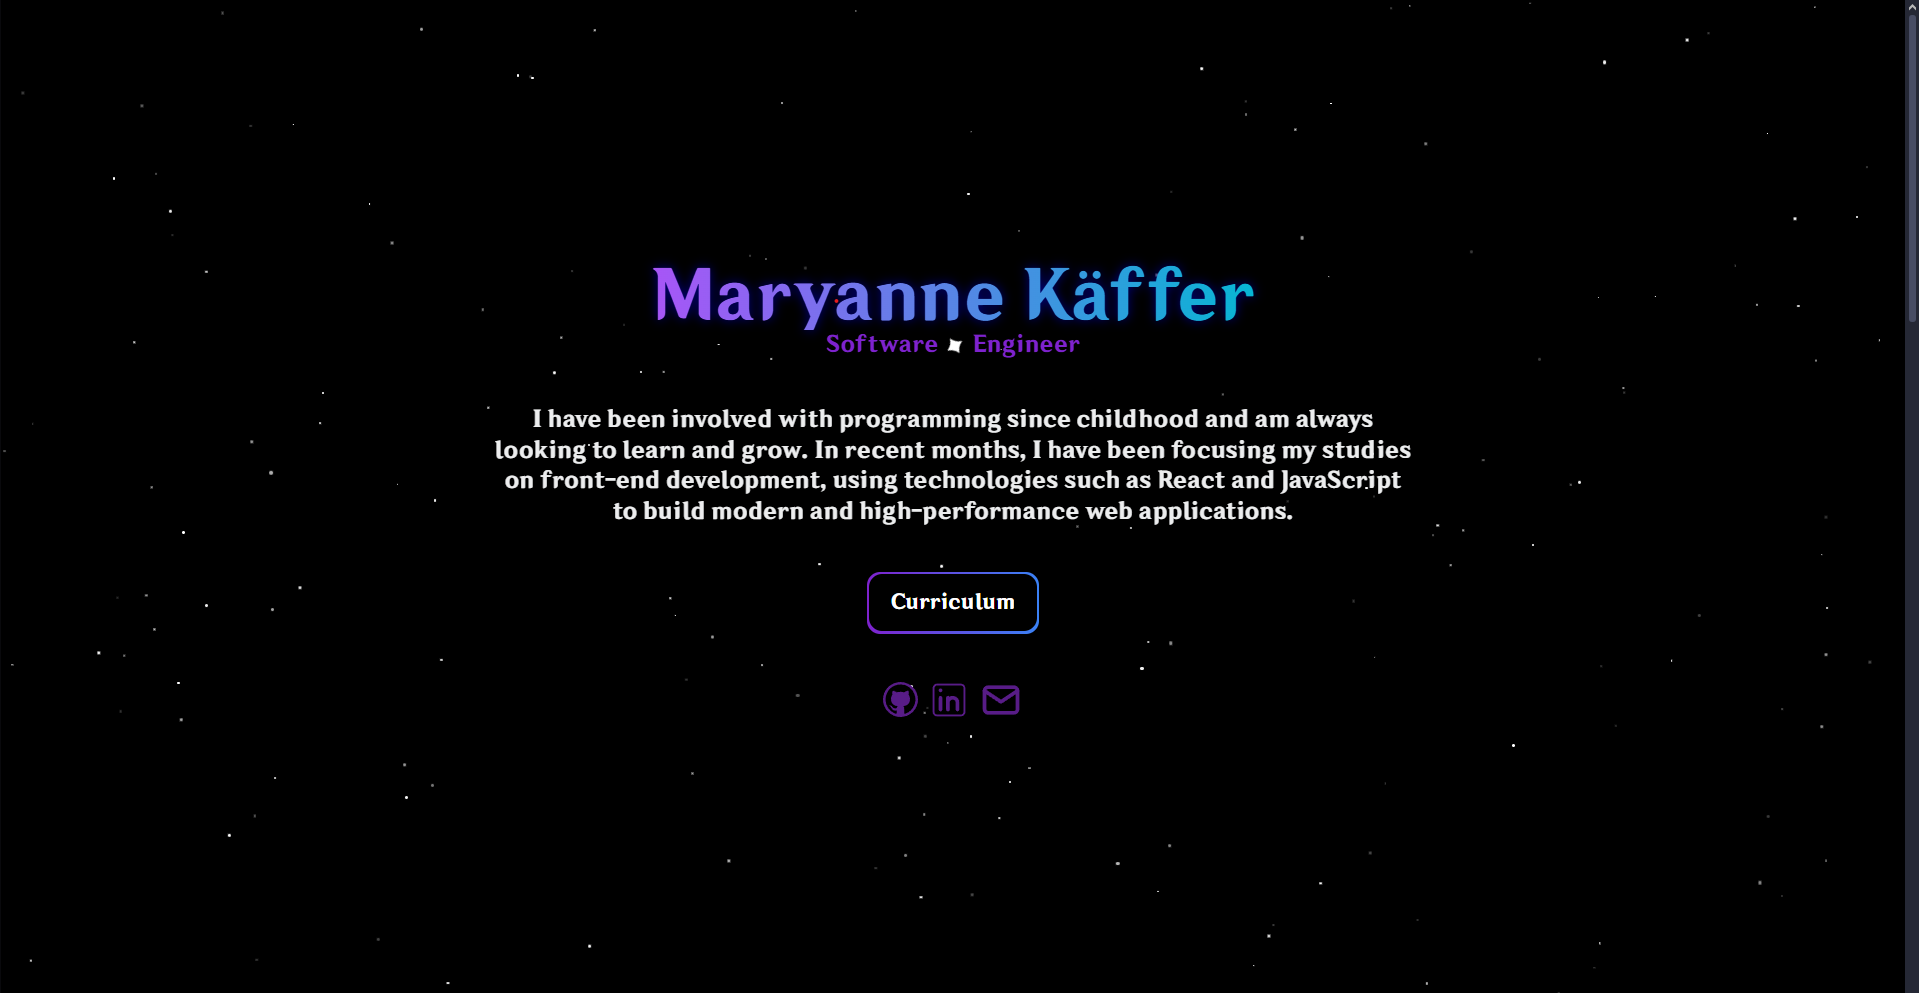 Maryanne Käffer
Software Engineer
I have been involved with programming since childhood and am always
looking to learn and grow. In recent months, I have been focusing my studies
on front-end development, using technologies such as React and JavaScript
to build modern and high-performance web applications.
Curriculum
in